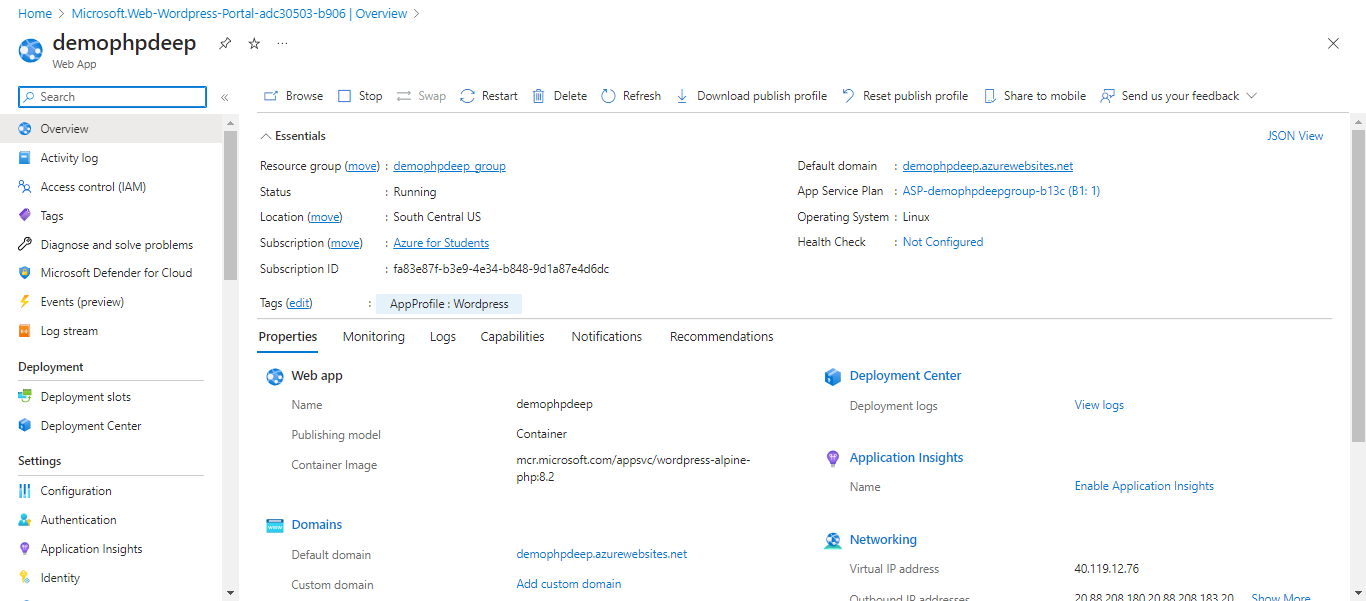 Home > Microsoft.Web-Wordpress-Portal-adc30503-b906 | Overview >
demophpdeep
Web App
Search
Overview
Activity log
Access control (IAM)
Tags
Diagnose and solve problems
Microsoft Defender for Cloud
Events (preview)
Log stream
Deployment
Deployment slots
Deployment Center
Settings
Configuration
Authentication
Application Insights
Identity
Browse Stop Swap Restart Delete Refresh Download publish profile Reset publish profile Share to mobile Send us your feedback
Essentials JSON View
Resource group (move) : demophpdeep_group
Status : Running
Location (move) : South Central US
Subscription (move) : Azure for Students
Subscription ID : fa83e87f-b3e9-4e34-b848-9d1a87e4d6dc
Default domain : demophpdeep.azurewebsites.net
App Service Plan : ASP-demophpdeepgroup-b13c (B1: 1)
Operating System : Linux
Health Check : Not Configured
Tags (edit) : AppProfile : Wordpress
Properties Monitoring Logs Capabilities Notifications Recommendations
Web app
Name demophpdeep
Publishing model Container
Container Image mcr.microsoft.com/appsvc/wordpress-alpine-
php:8.2
Domains
Default domain demophpdeep.azurewebsites.net
Custom domain Add custom domain
Deployment Center
Deployment logs View logs
Application Insights
Name Enable Application Insights
Networking
Virtual IP address 40.119.12.76
Outbound IP addresses 20.88.208.180,20.88.208.183,20 Show More